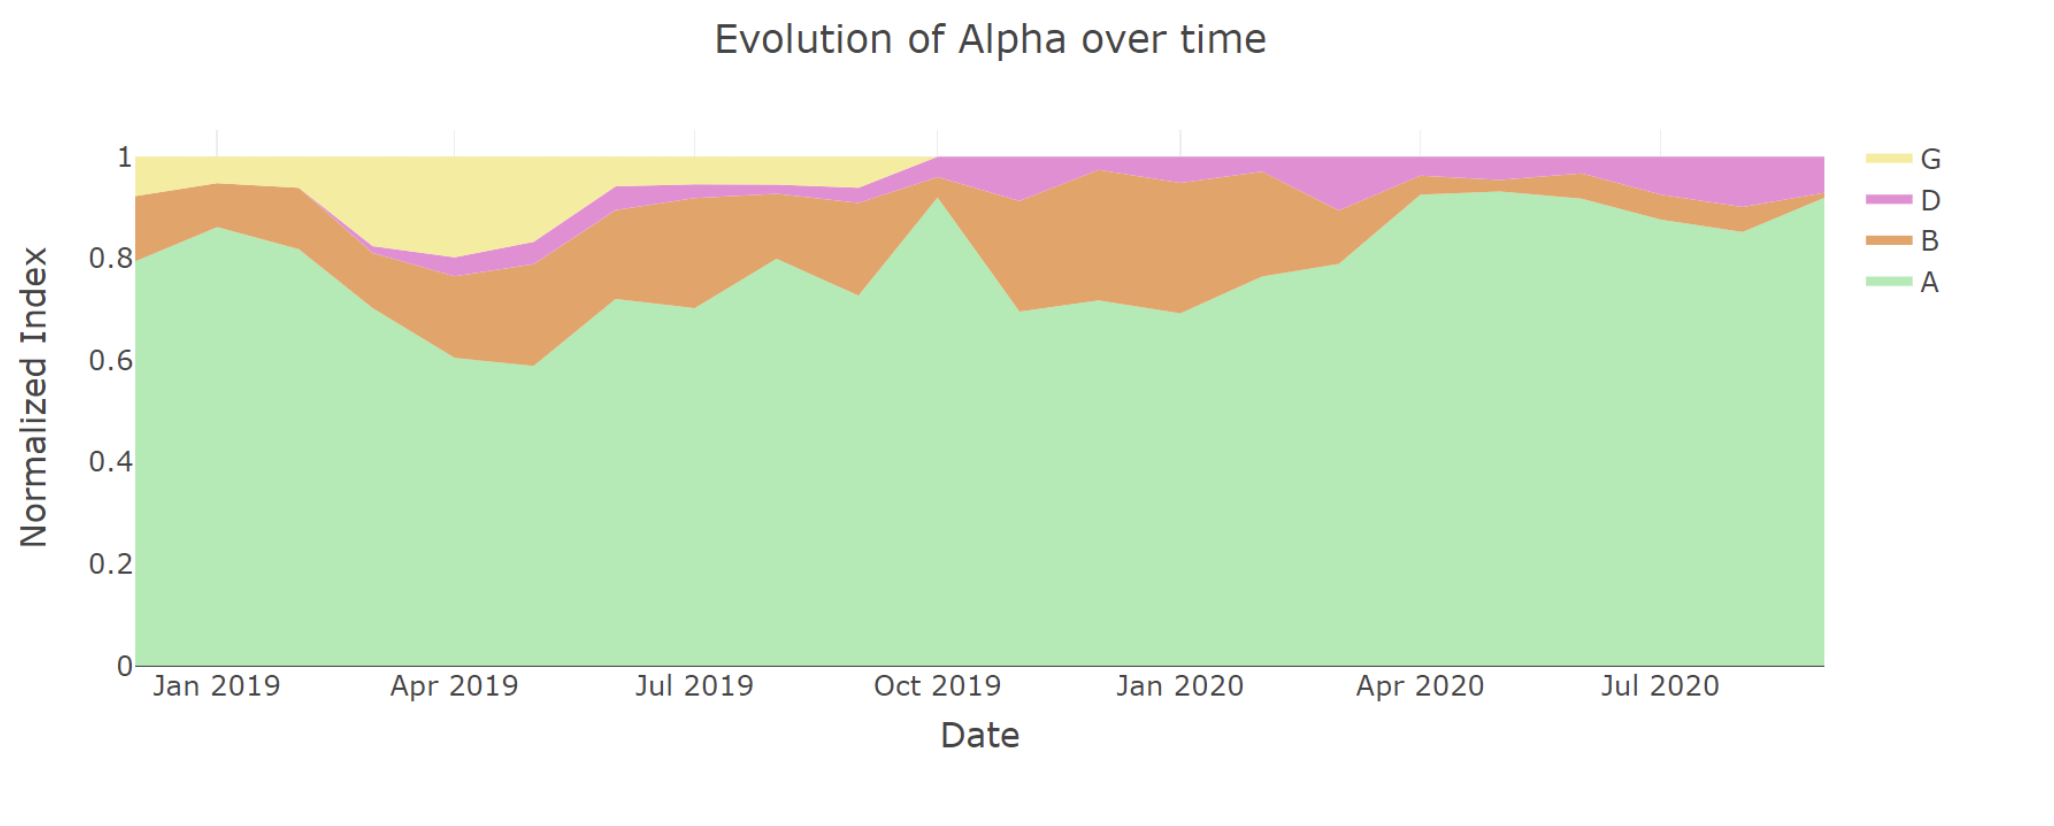 Evolution of Alpha over time
Normalized Index
1
0.8
0.6
0.4
0.2
0
Jan 2019
Apr 2019
Jul 2019
Oct 2019
Jan 2020
Apr 2020
Jul 2020
Date
G
D
B
A